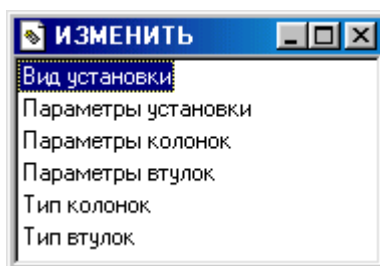 ИЗМЕНИТЬ
Вид установки
Параметры установки
Параметры колонок
Параметры втулок
Тип колонок
Тип втулок